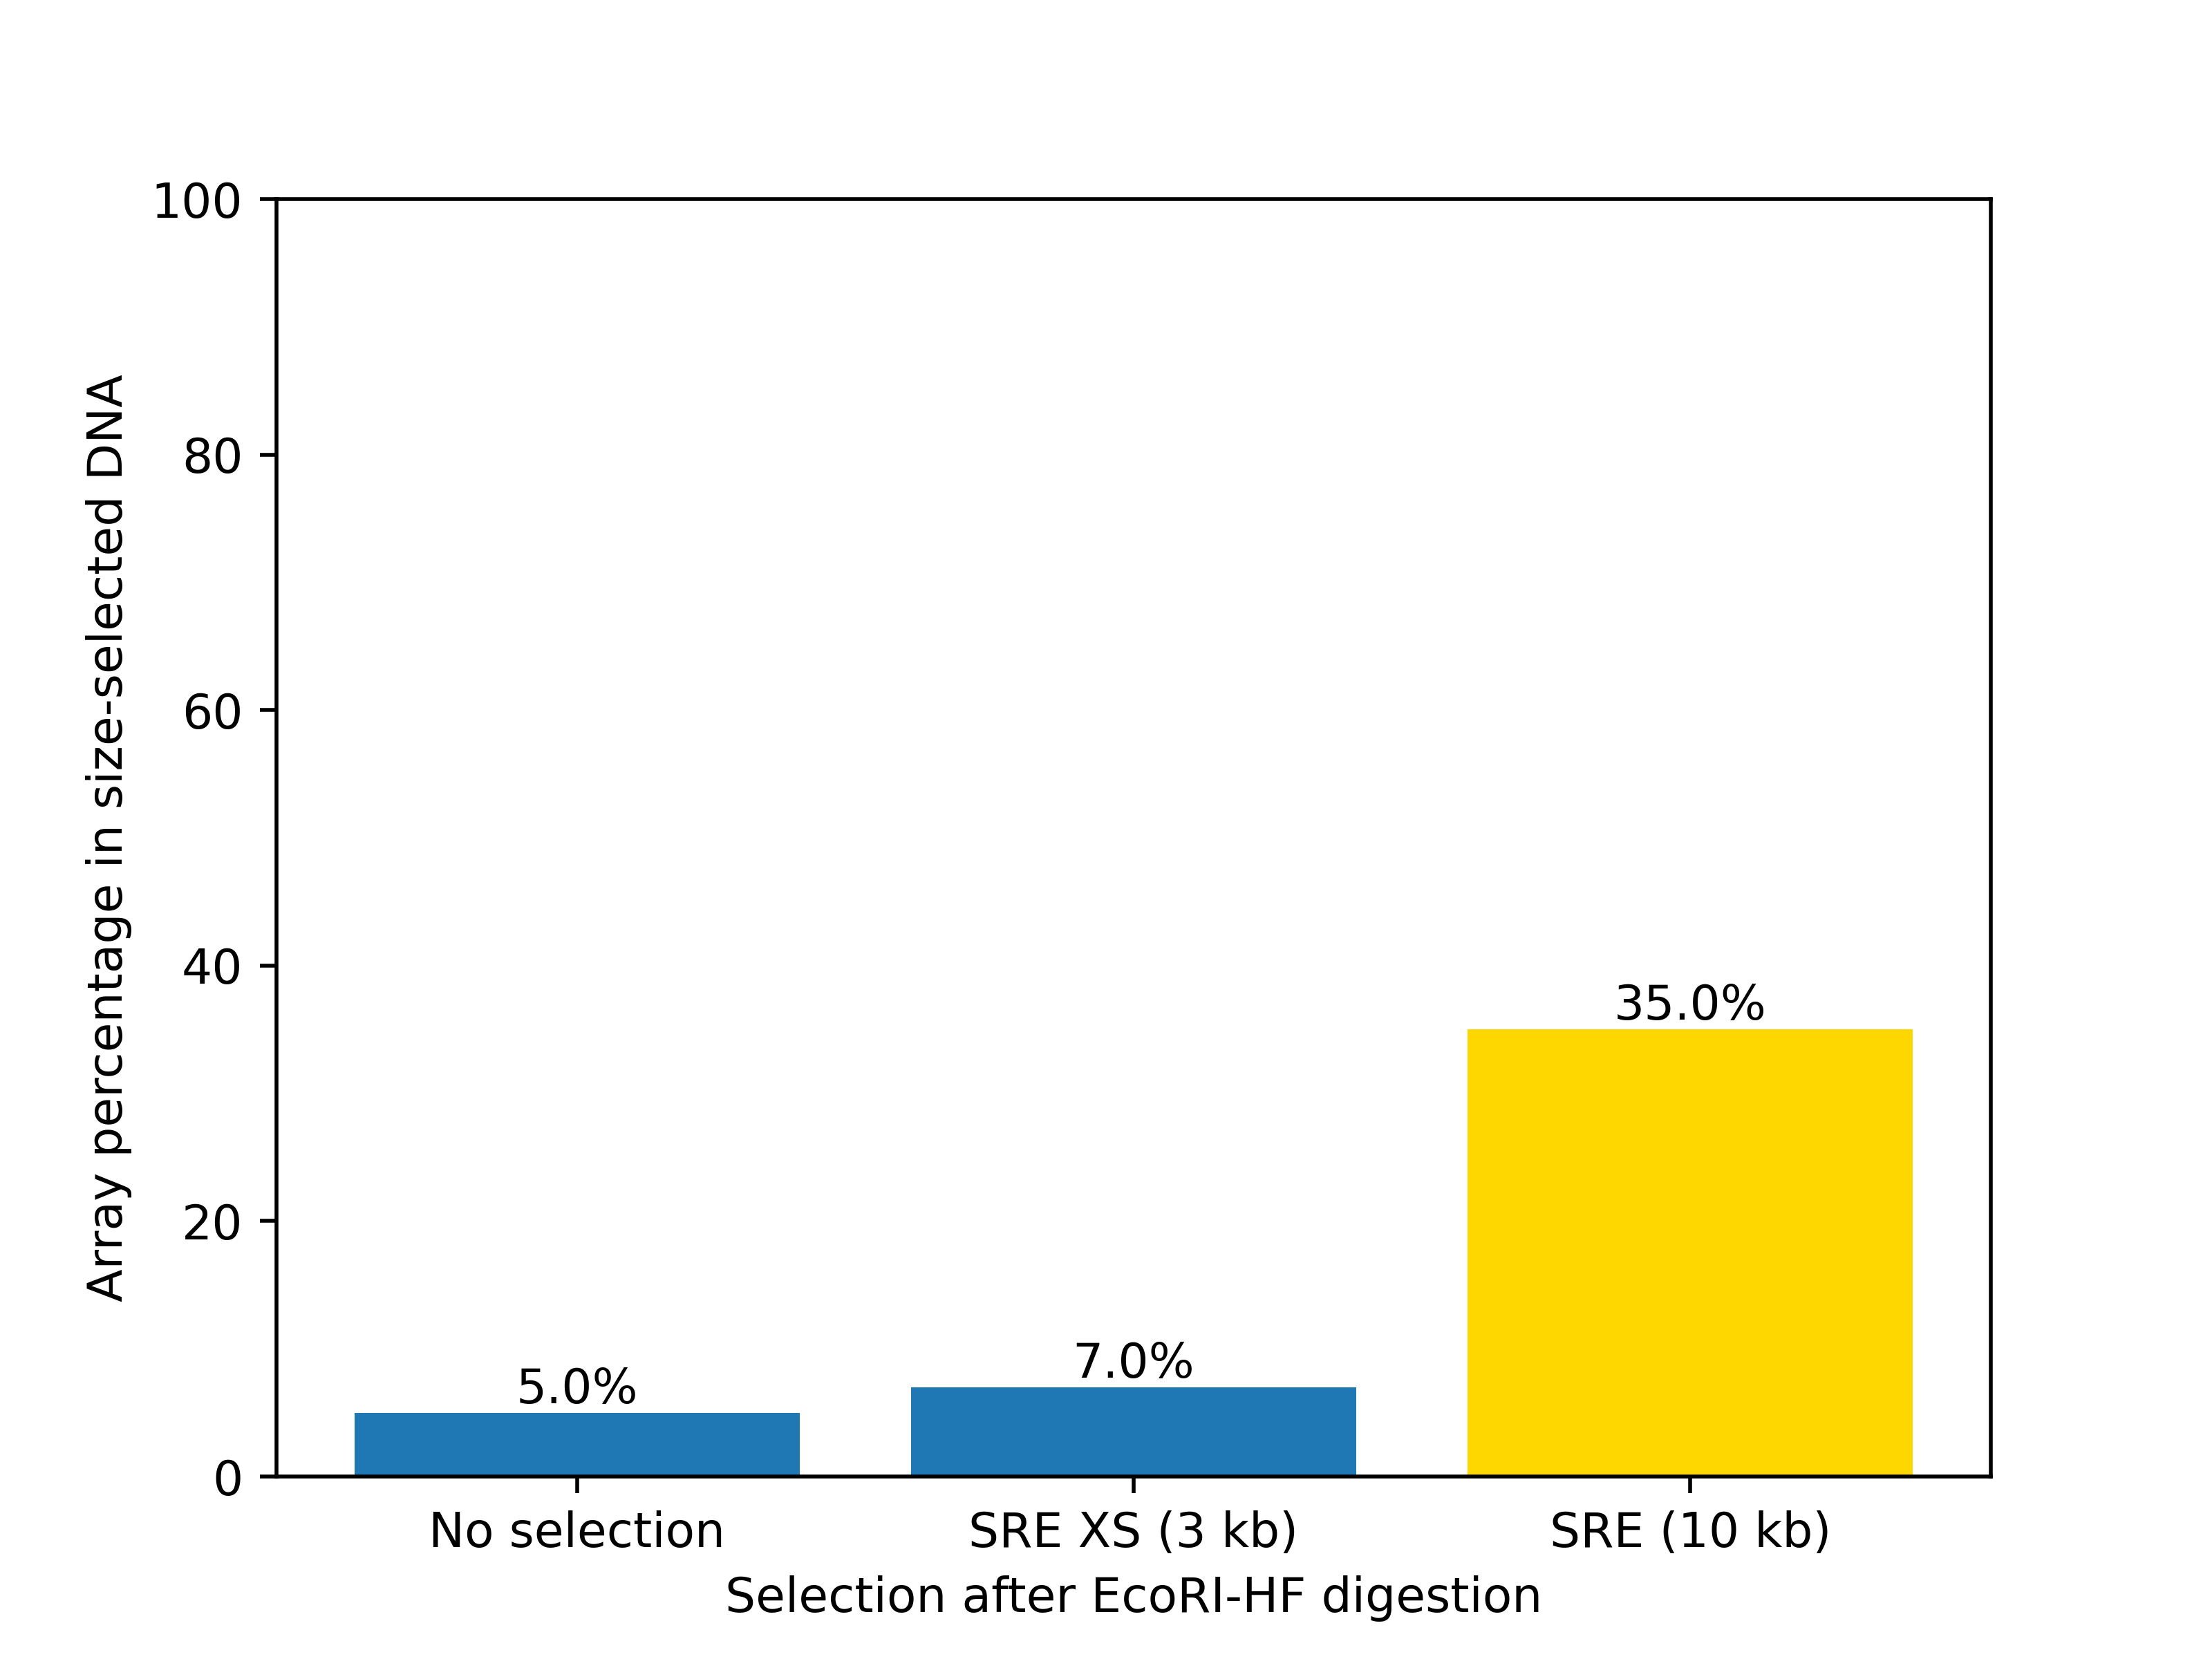 100
80
60
40
20
0
Array percentage in size-selected DNA
5.0%
7.0%
35.0%
No selection
SRE XS (3 kb)
SRE (10 kb)
Selection after EcoRI-HF digestion